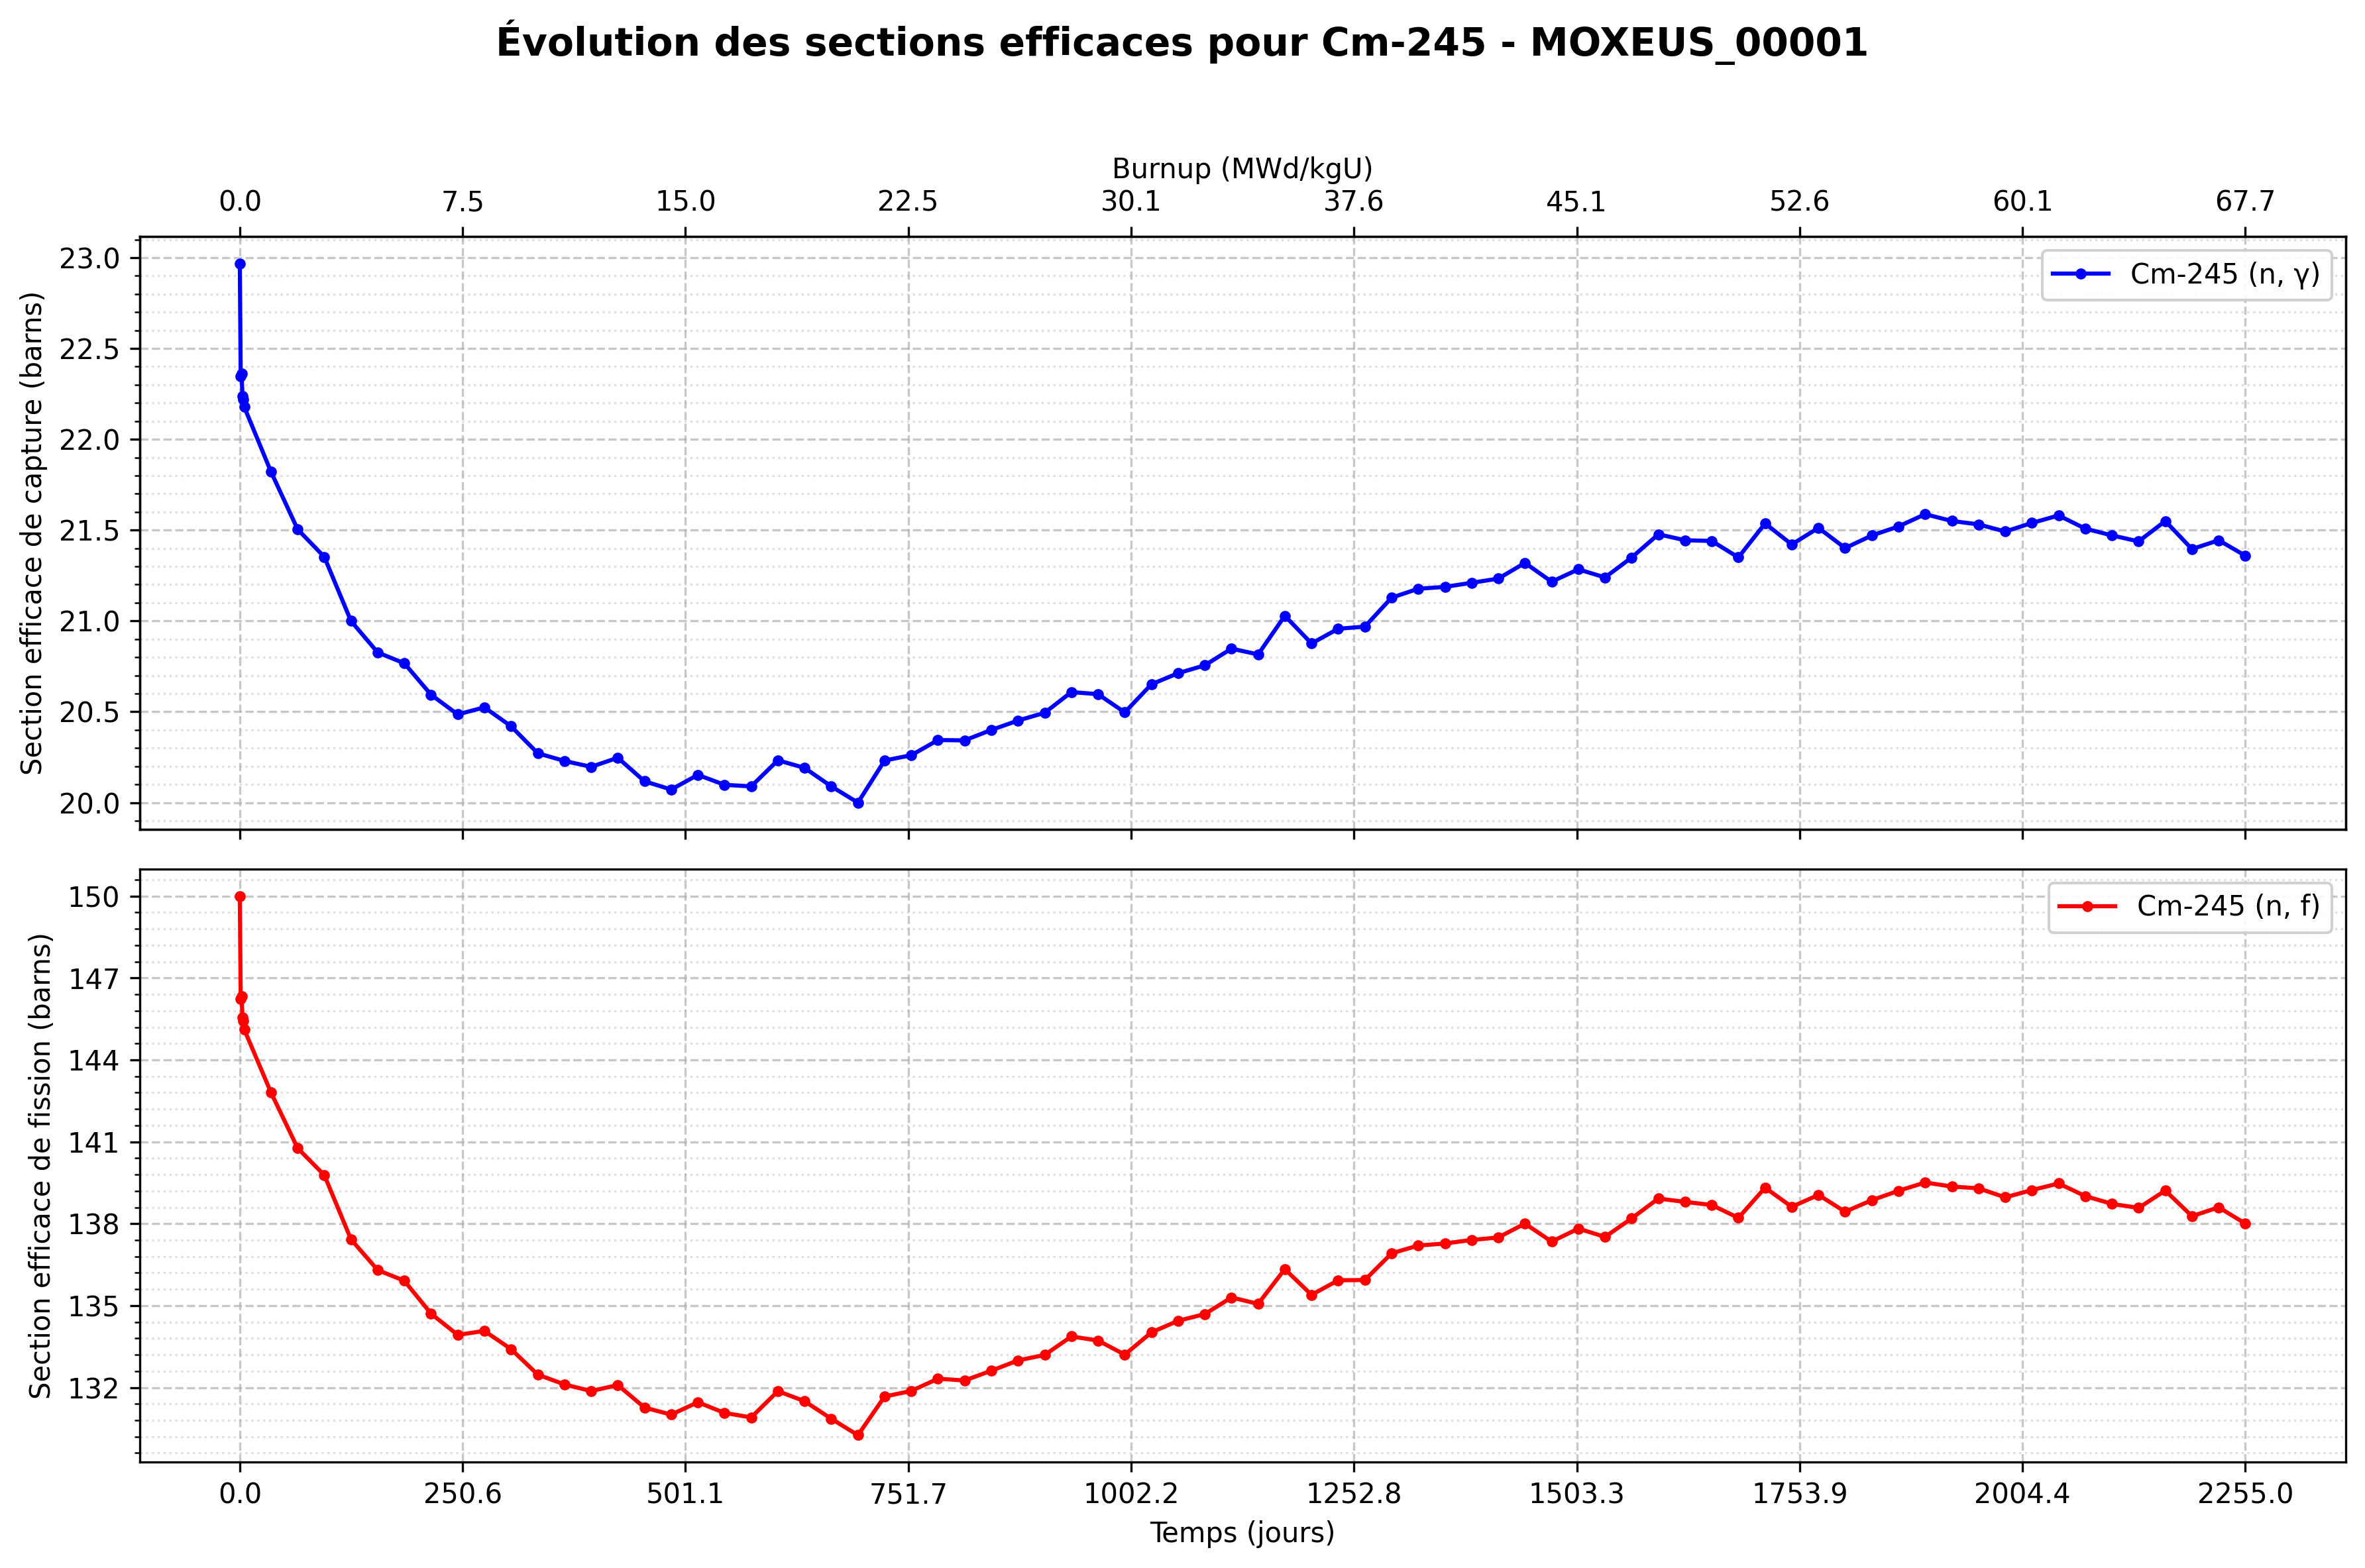 Évolution des sections efficaces pour Cm-245 - MOXEUS_00001
Burnup (MWd/kgU)
0.0 7.5 15.0 22.5 30.1 37.6 45.1 52.6 60.1 67.7
Section efficace de capture (barns)
23.0
22.5
22.0
21.5
21.0
20.5
20.0
Cm-245 (n, γ)
Section efficace de fission (barns)
150
147
144
141
138
135
132
Cm-245 (n, f)
0.0 250.6 501.1 751.7 1002.2 1252.8 1503.3 1753.9 2004.4 2255.0
Temps (jours)